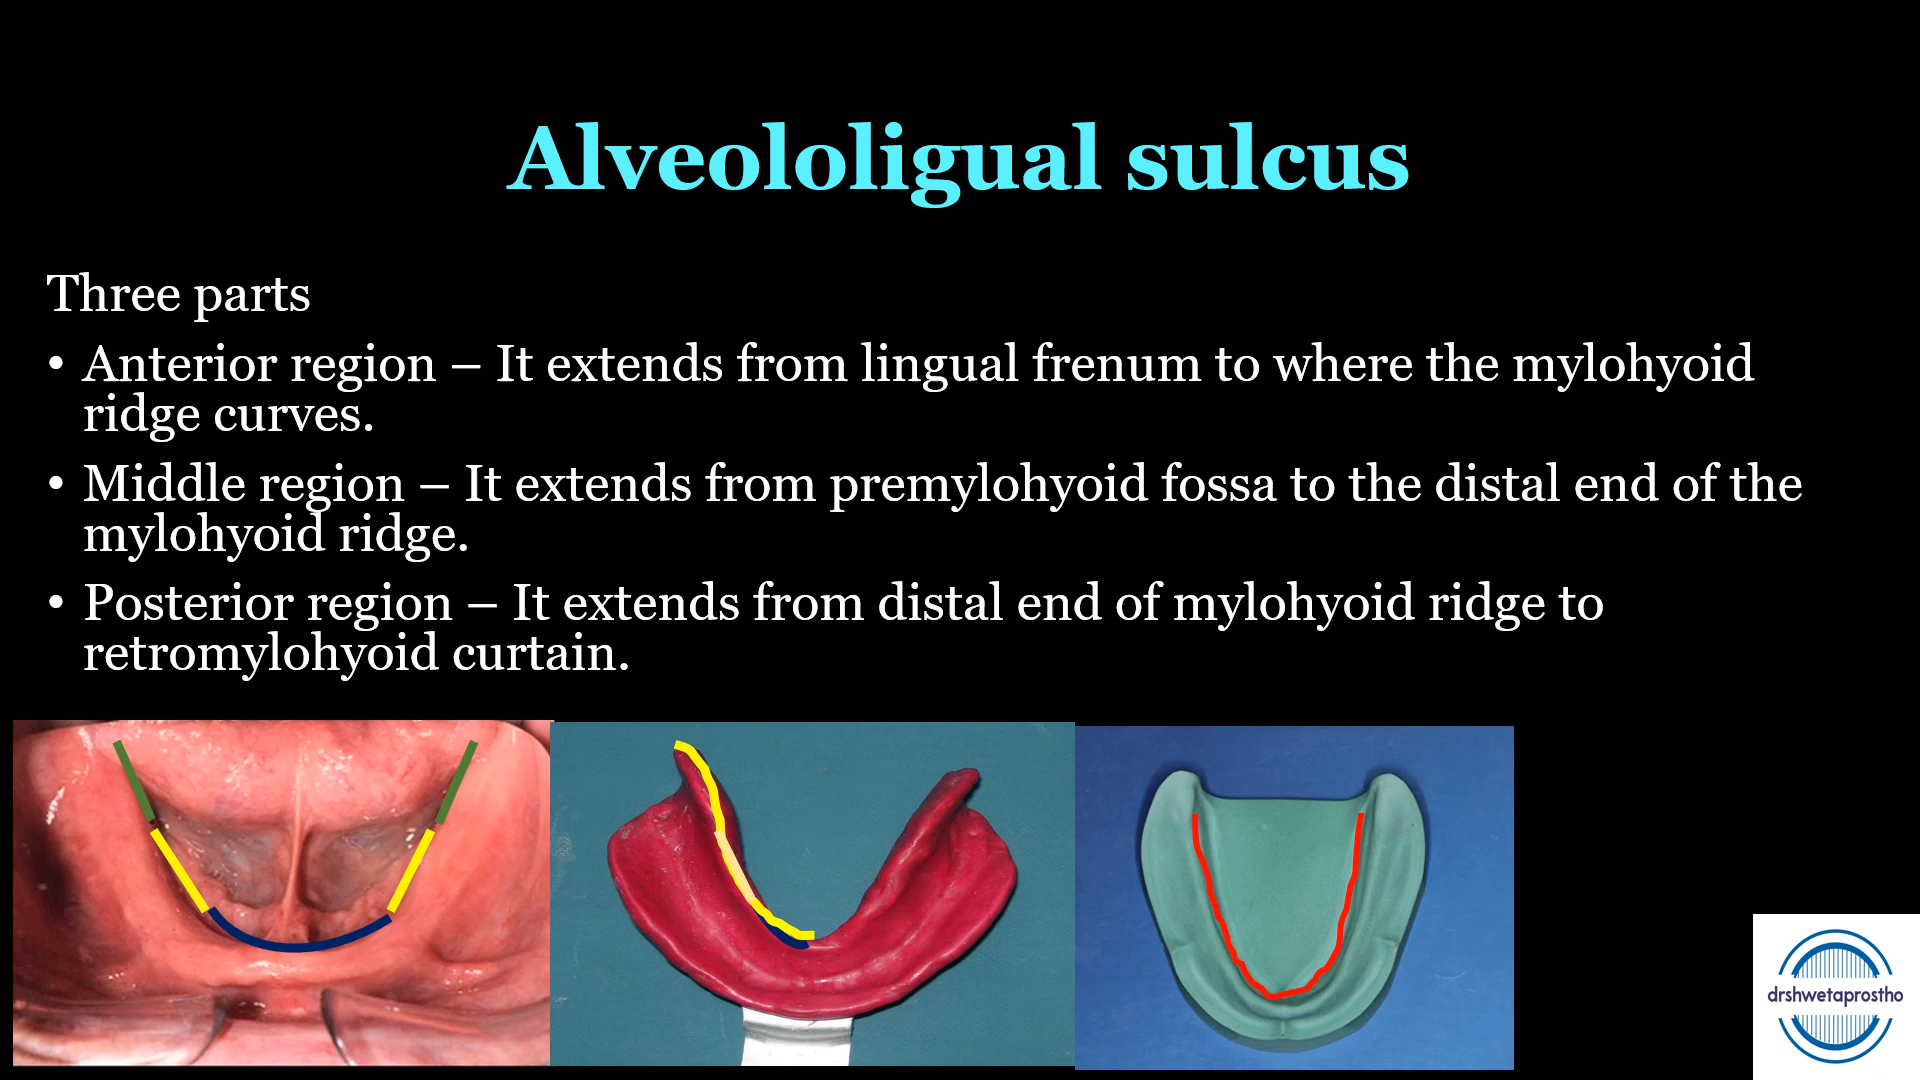 Alveololigual sulcus
Three parts
• Anterior region – It extends from lingual frenum to where the mylohyoid
ridge curves.
• Middle region – It extends from premylohyoid fossa to the distal end of the
mylohyoid ridge.
• Posterior region – It extends from distal end of mylohyoid ridge to
retromylohyoid curtain.
drshwetaprostho